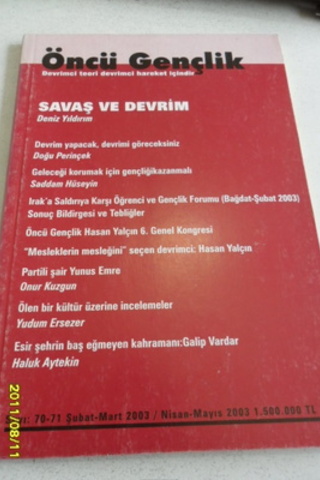 Öncü Gençlik
Devrimci teori devrimci hareket içindir
SAVAŞ VE DEVRİM
Deniz Yıldırım
Devrim yapacak, devrimi göreceksiniz
Doğu Perinçek
Geleceği korumak için gençliğikazanmalı
Saddam Hüseyin
Irak'a Saldırıya Karşı Öğrenci ve Gençlik Forumu (Bağdat-Şubat 2003)
Sonuç Bildirgesi ve Tebliğler
Öncü Gençlik Hasan Yalçın 6. Genel Kongresi
"Mesleklerin mesleğini" seçen devrimci: Hasan Yalçın
Partili şair Yunus Emre
Onur Kuzgun
Ölen bir kültür üzerine incelemeler
Yudum Ersezer
Esir şehrin baş eğmeyen kahramanı:Galip Vardar
Haluk Aytekin
: 70-71 Şubat-Mart 2003 / Nisan-Mayıs 2003 1.500.000 TL
2011/08/11